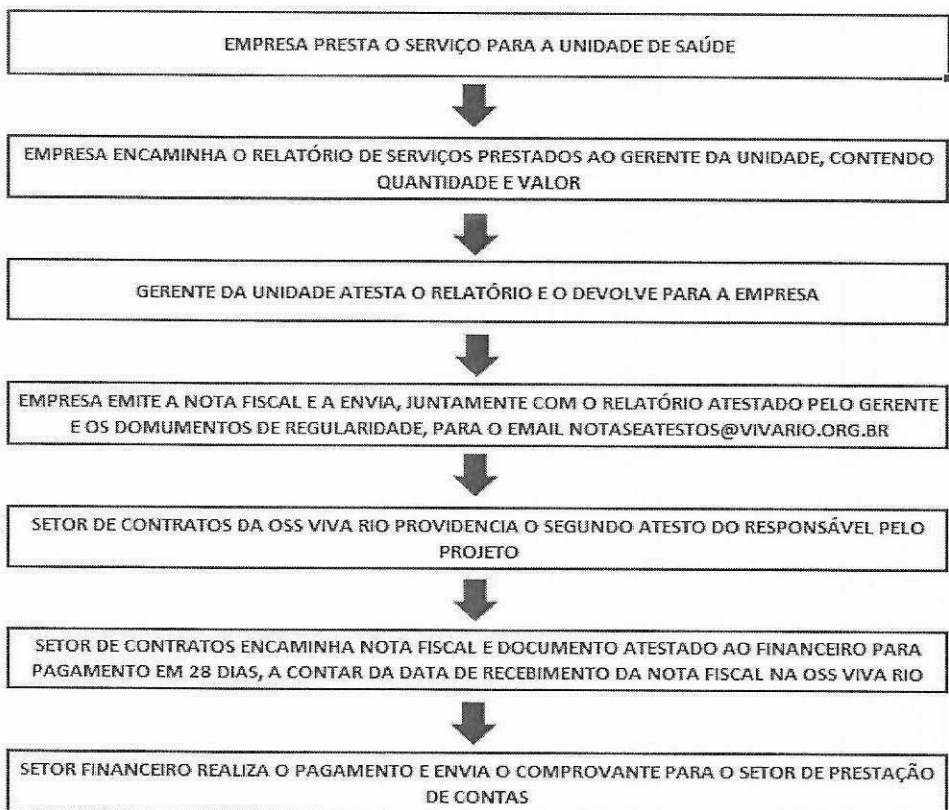 EMPRESA PRESTA O SERVIÇO PARA A UNIDADE DE SAÚDE
EMPRESA ENCAMINHA O RELATÓRIO DE SERVIÇOS PRESTADOS AO GERENTE DA UNIDADE, CONTENDO
QUANTIDADE E VALOR
GERENTE DA UNIDADE ATESTA O RELATÓRIO E O DEVOLVE PARA A EMPRESA
EMPRESA EMITE A NOTA FISCAL E A ENVIA, JUNTAMENTE COM O RELATÓRIO ATESTADO PELO GERENTE
E OS DOMUMENTOS DE REGULARIDADE, PARA O EMAIL NOTASEATESTOS@VIVARIO.ORG.BR
SETOR DE CONTRATOS DA OSS VIVA RIO PROVIDENCIA O SEGUNDO ATESTO DO RESPONSÁVEL PELO
PROJETO
SETOR DE CONTRATOS ENCAMINHA NOTA FISCAL E DOCUMENTO ATESTADO AO FINANCEIRO PARA
PAGAMENTO EM 28 DIAS, A CONTAR DA DATA DE RECEBIMENTO DA NOTA FISCAL NA OSS VIVA RIO
SETOR FINANCEIRO REALIZA O PAGAMENTO E ENVIA O COMPROVANTE PARA O SETOR DE PRESTAÇÃO
DE CONTAS